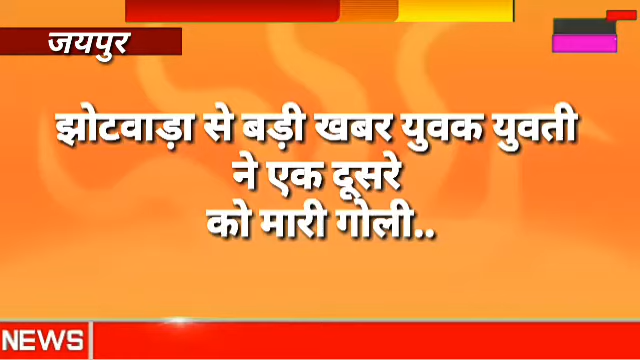 जयपुर
झोटवाड़ा से बड़ी खबर युवक युवती
ने एक दूसरे
को मारी गोली..
NEWS